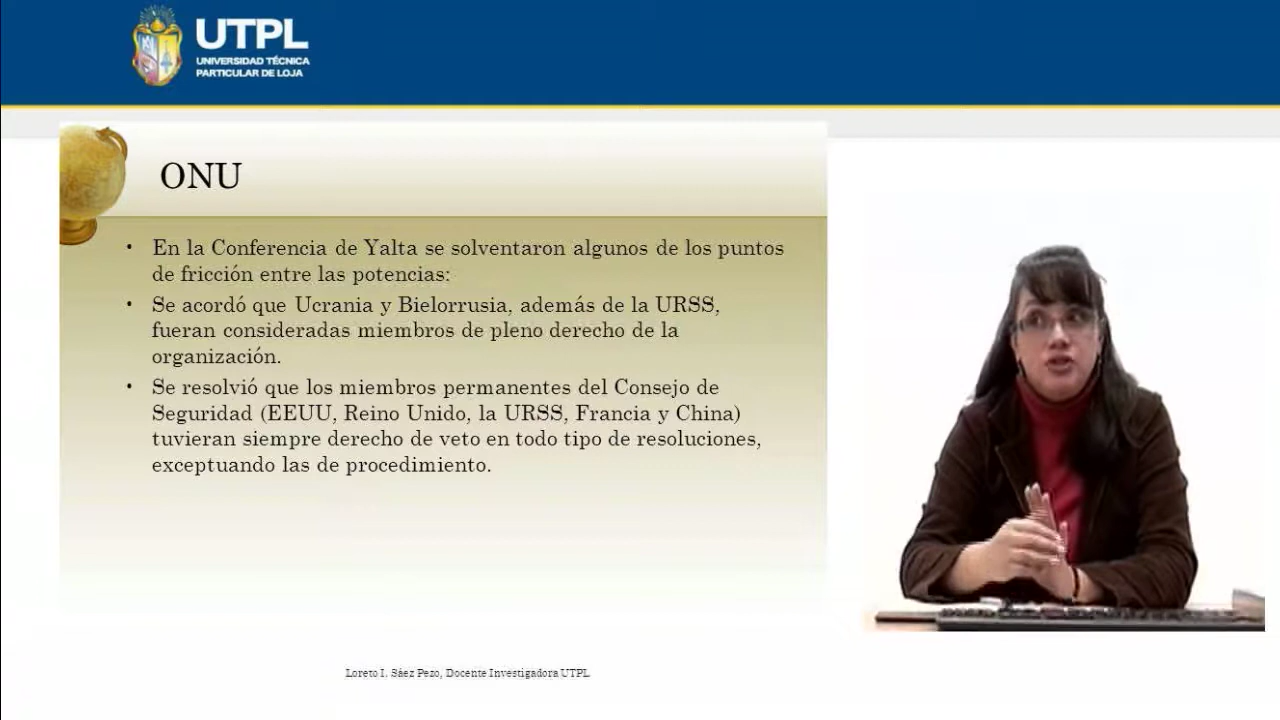 UTPL
UNIVERSIDAD TÉCNICA
PARTICULAR DE LOJA
ONU
• En la Conferencia de Yalta se solventaron algunos de los puntos
de fricción entre las potencias:
• Se acordó que Ucrania y Bielorrusia, además de la URSS,
fueran consideradas miembros de pleno derecho de la
organización.
• Se resolvió que los miembros permanentes del Consejo de
Seguridad (EEUU, Reino Unido, la URSS, Francia y China)
tuvieran siempre derecho de veto en todo tipo de resoluciones,
exceptuando las de procedimiento.
Loreto I. Sáez Pezo, Docente Investigadora UTPL